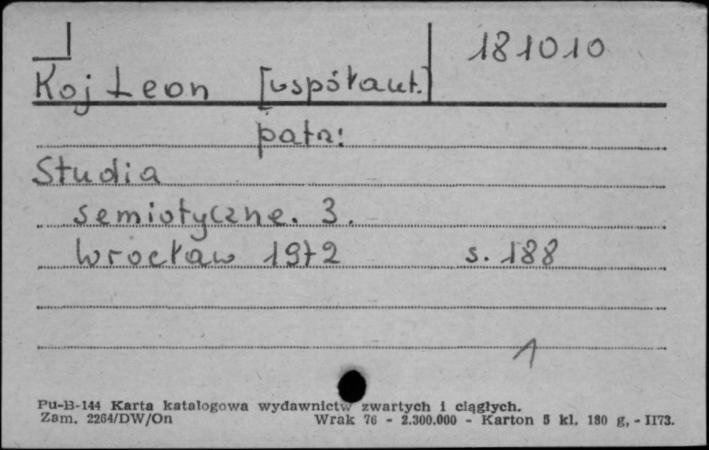 181010
Koj Leon [współaut.]
patrz:
Studia
semiotyczne. 3.
Wrocław 1972 s. 188
1
Pu-B-144 Karta katalogowa wydawnictw zwartych i ciągłych.
Zam. 2264/DW/On Wrak 76 - 2.300.000 - Karton 5 kl. 180 g, - II73.